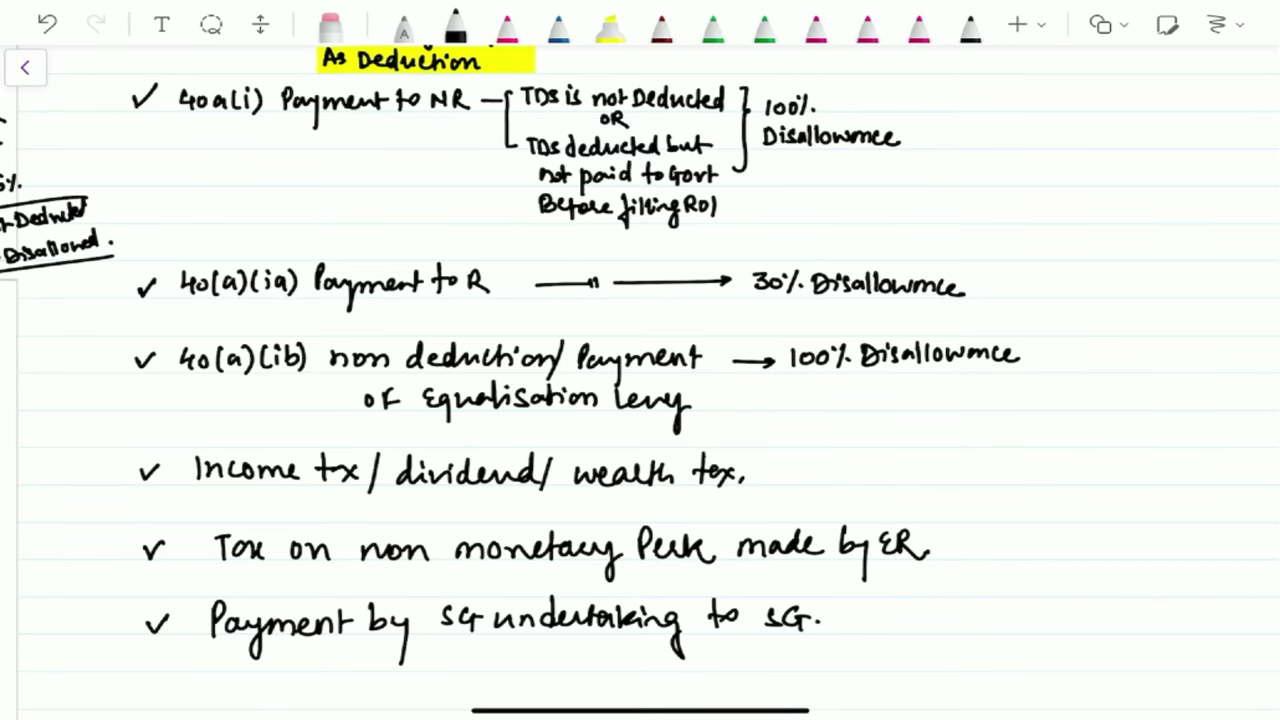 As Deduction
40a(i) Payment to NR — TDS is not Deducted
OR
TDS deducted but
not paid to Govt
Before filling ROI
100%
Disallowance
5%.
Disallowed.
40(a)(ia) Payment to R — 〃 → 30% Disallowance
40(a)(ib) non deduction/Payment → 100% Disallowance
of Equalisation levy
Income tx/dividend/wealth tax.
Tax on non monetary Perk made by ER
Payment by SG undertaking to SG.